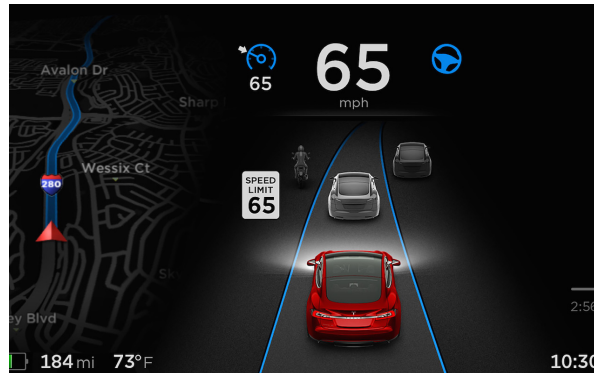 Avalon Dr
Sharp
Wessix Ct
280
65
65
mph
SPEED
LIMIT
65
ey Blvd
184 mi
73°F
2:56
10:30